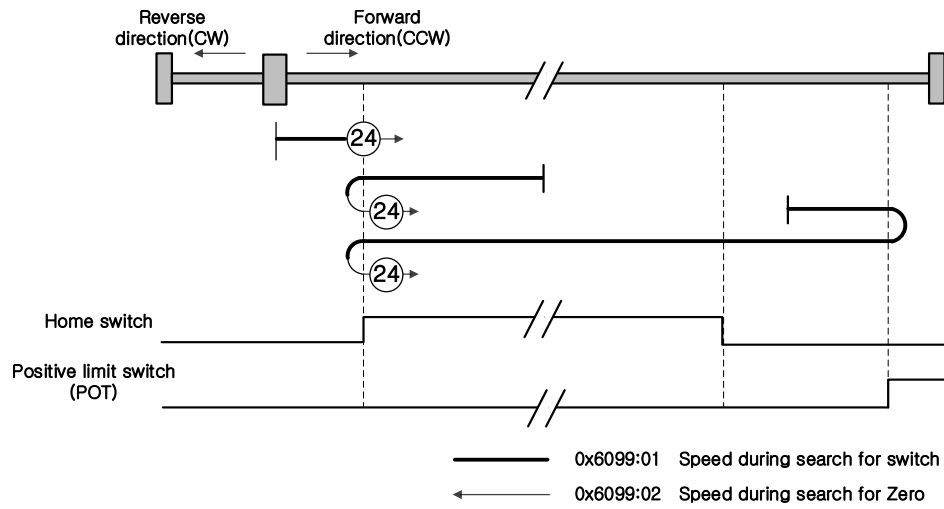 Reverse
direction(CW)
Forward
direction(CCW)
24
24
24
Home switch
Positive limit switch
(POT)
0x6099:01 Speed during search for switch
0x6099:02 Speed during search for Zero